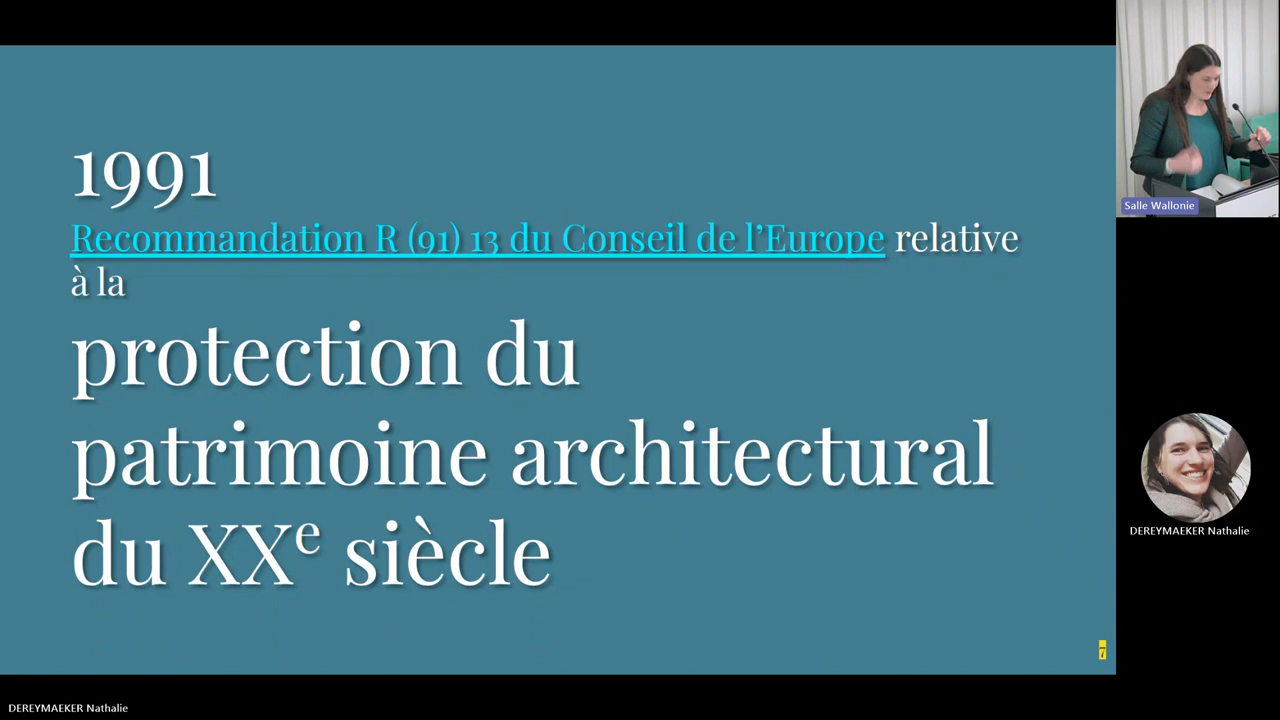 1991
Recommandation R (91) 13 du Conseil de l’Europe relative
à la
protection du
patrimoine architectural
du XXe siècle
7
Salle Wallonie
DEREYMAEKER Nathalie
DEREYMAEKER Nathalie